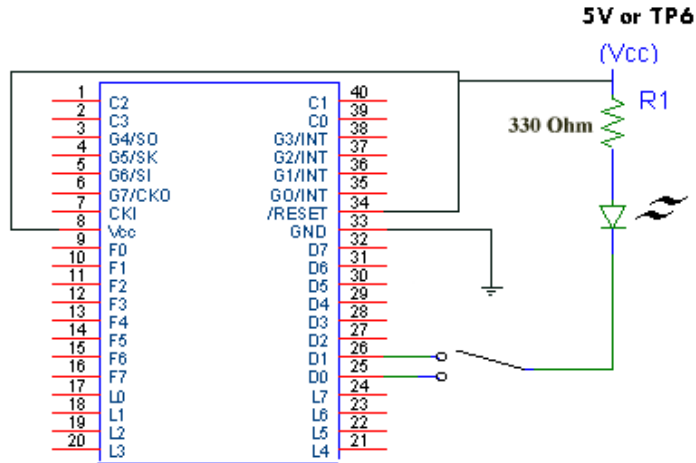 5V or TP6
(Vcc)
R1
330 Ohm
1 C2 C1 40
2 C3 C0 39
3 G4/SO G3/INT 38
4 G5/SK G2/INT 37
5 G6/SI G1/INT 36
6 G7/CKO G0/INT 35
7 CKI /RESET 34
8 Vcc GND 33
9 F0 D7 32
10 F1 D6 31
11 F2 D5 30
12 F3 D4 29
13 F4 D3 28
14 F5 D2 27
15 F6 D1 26
16 F7 D0 25
17 L0 L7 24
18 L1 L6 23
19 L2 L5 22
20 L3 L4 21